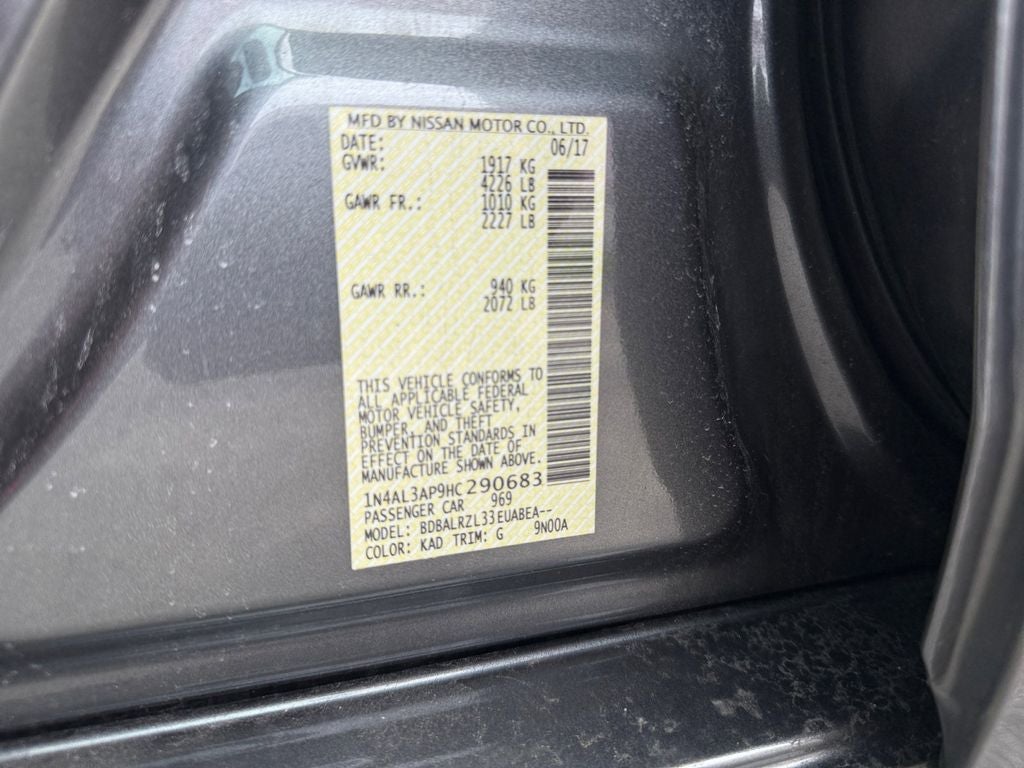 MFD BY NISSAN MOTOR CO., LTD.
DATE: 06/17
GVWR: 1917 KG
4226 LB
GAWR FR.: 1010 KG
2227 LB
GAWR RR.: 940 KG
2072 LB
THIS VEHICLE CONFORMS TO
ALL APPLICABLE FEDERAL
MOTOR VEHICLE SAFETY,
BUMPER, AND THEFT
PREVENTION STANDARDS IN
EFFECT ON THE DATE OF
MANUFACTURE SHOWN ABOVE.
1N4AL3AP9HC290683
PASSENGER CAR 969
MODEL: BDBALRZL33EUABEA--
COLOR: KAD TRIM: G 9N00A